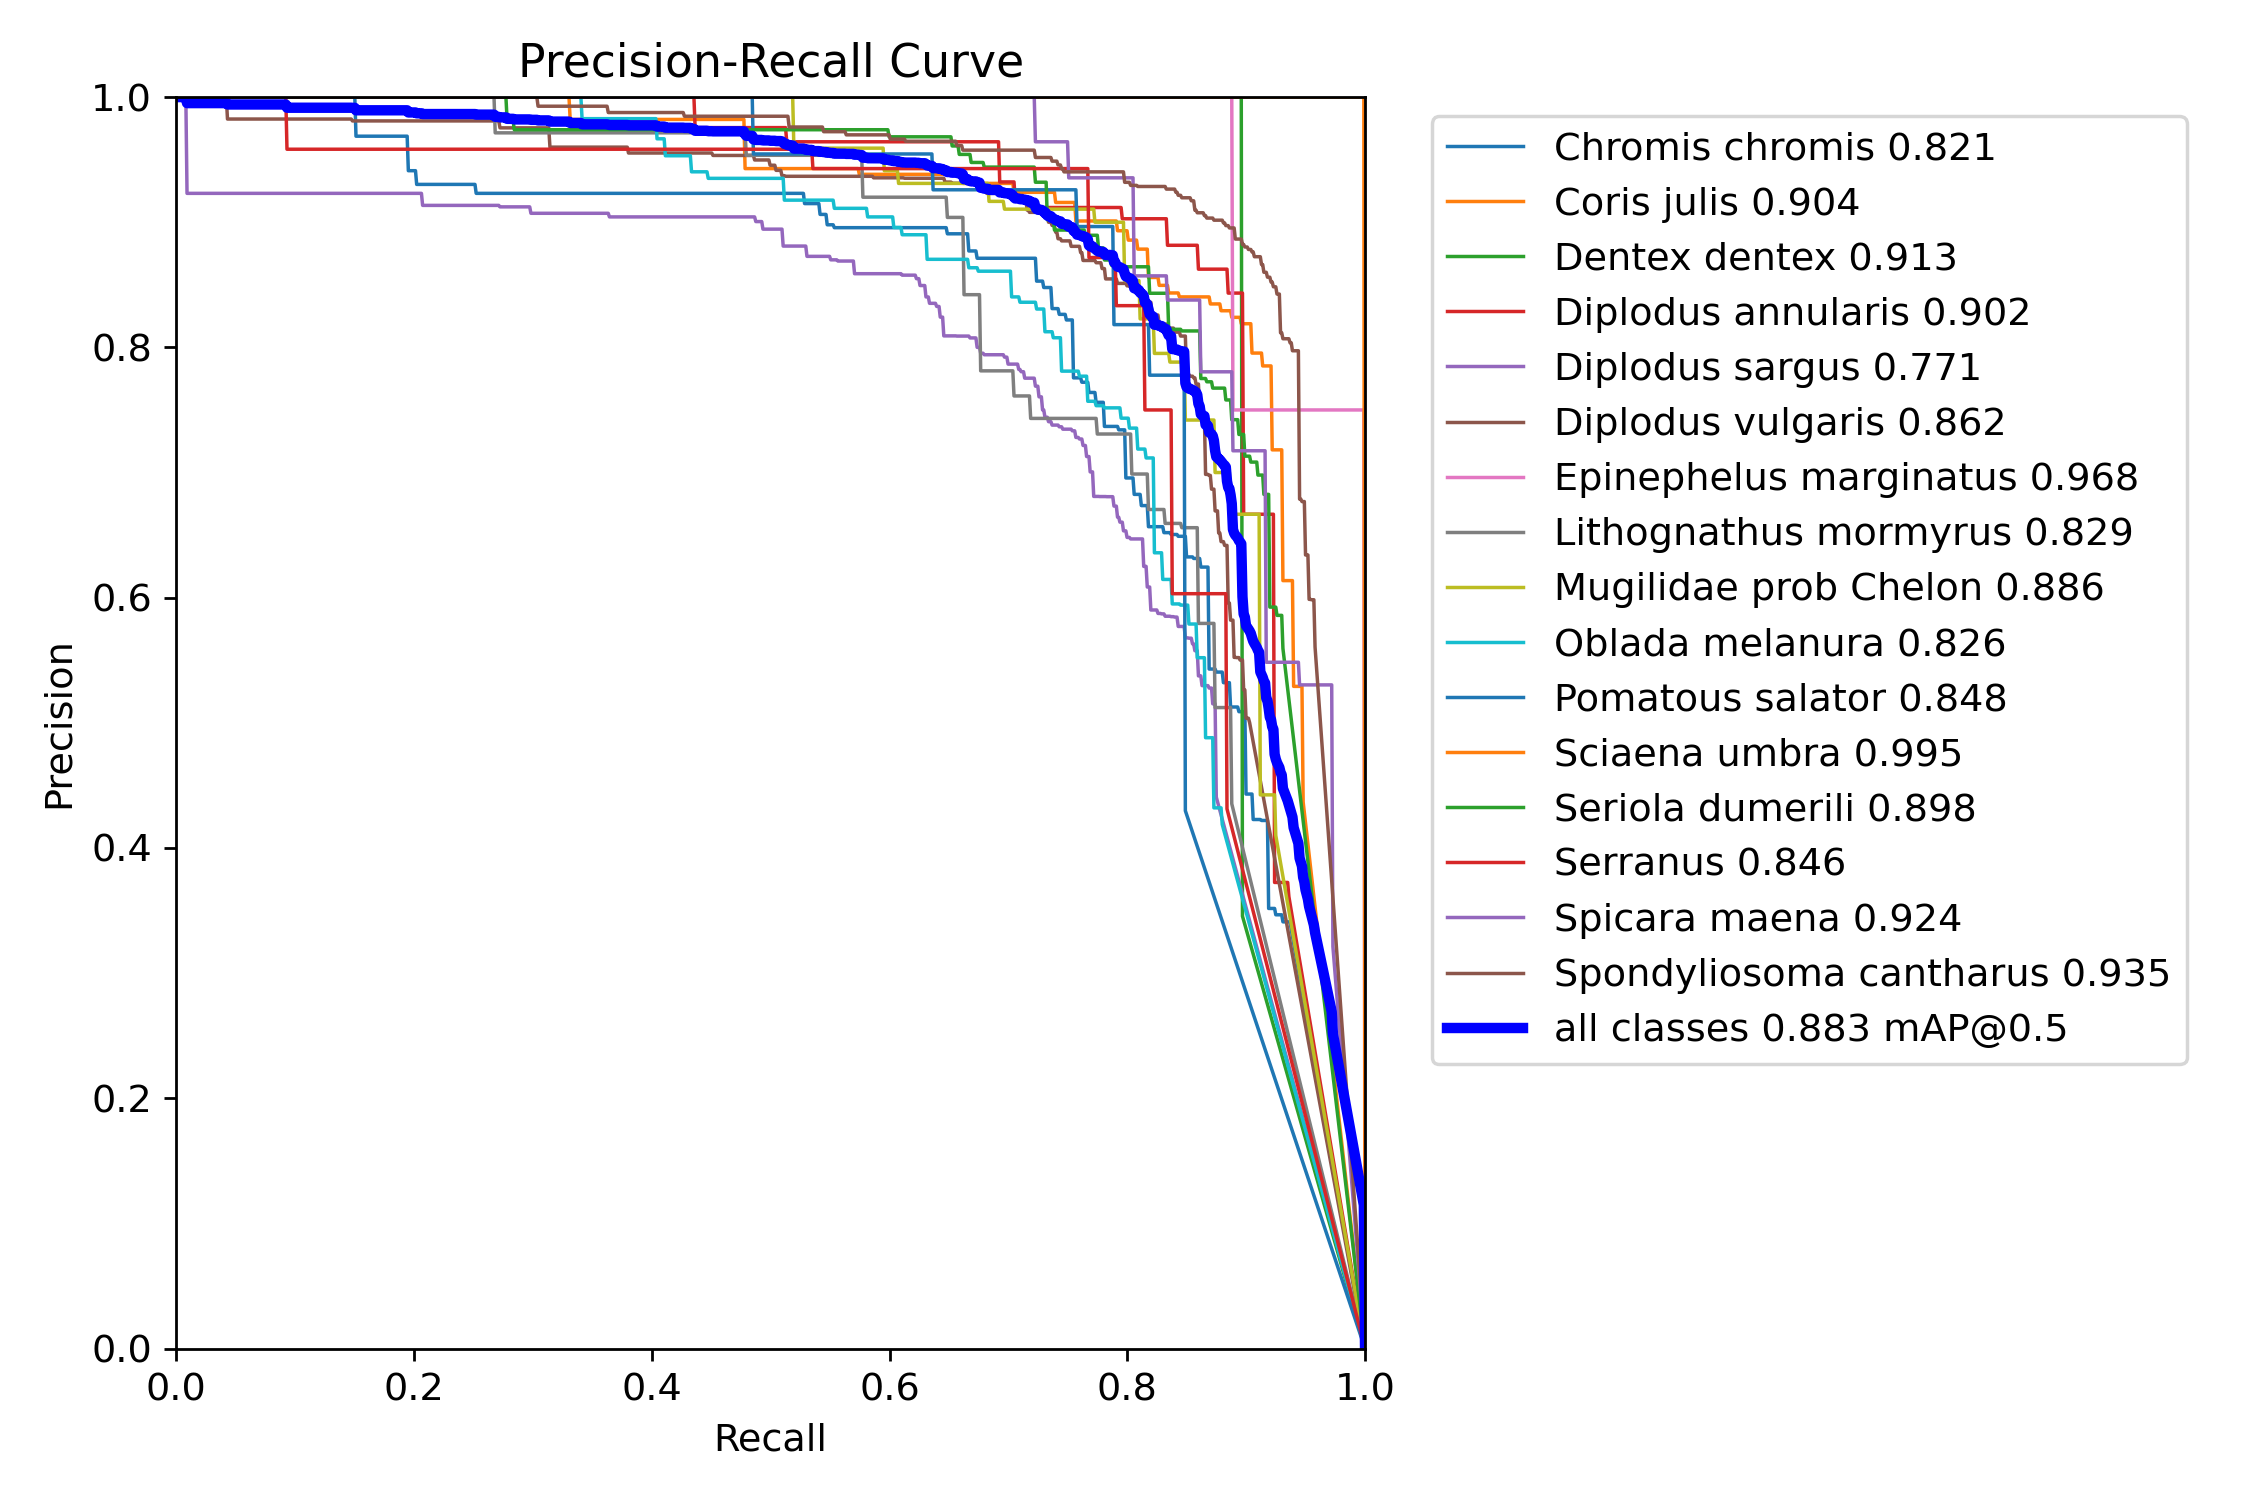 Precision-Recall Curve
1.0
0.8
0.6
0.4
0.2
0.0
Precision
0.0 0.2 0.4 0.6 0.8 1.0
Recall
Chromis chromis 0.821
Coris julis 0.904
Dentex dentex 0.913
Diplodus annularis 0.902
Diplodus sargus 0.771
Diplodus vulgaris 0.862
Epinephelus marginatus 0.968
Lithognathus mormyrus 0.829
Mugilidae prob Chelon 0.886
Oblada melanura 0.826
Pomatous salator 0.848
Sciaena umbra 0.995
Seriola dumerili 0.898
Serranus 0.846
Spicara maena 0.924
Spondyliosoma cantharus 0.935
all classes 0.883 mAP@0.5